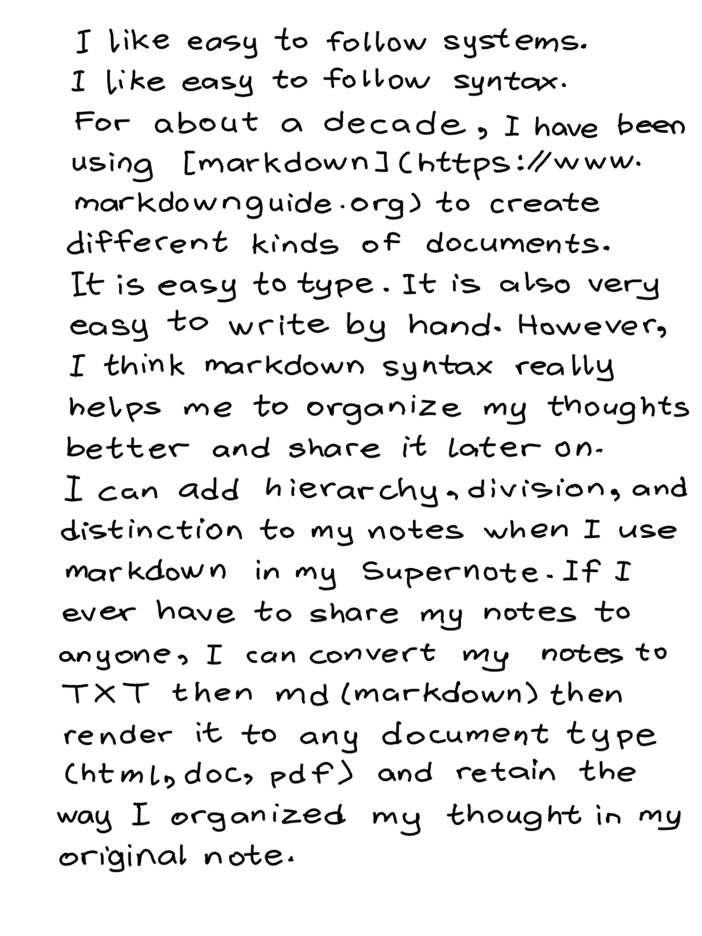 I like easy to follow systems.
I like easy to follow syntax.
For about a decade, I have been
using [markdown](https://www.
markdownguide.org) to create
different kinds of documents.
It is easy to type. It is also very
easy to write by hand. However,
I think markdown syntax really
helps me to organize my thoughts
better and share it later on.
I can add hierarchy, division, and
distinction to my notes when I use
markdown in my Supernote. If I
ever have to share my notes to
anyone, I can convert my notes to
TXT then md (markdown) then
render it to any document type
(html, doc, pdf) and retain the
way I organized my thought in my
original note.